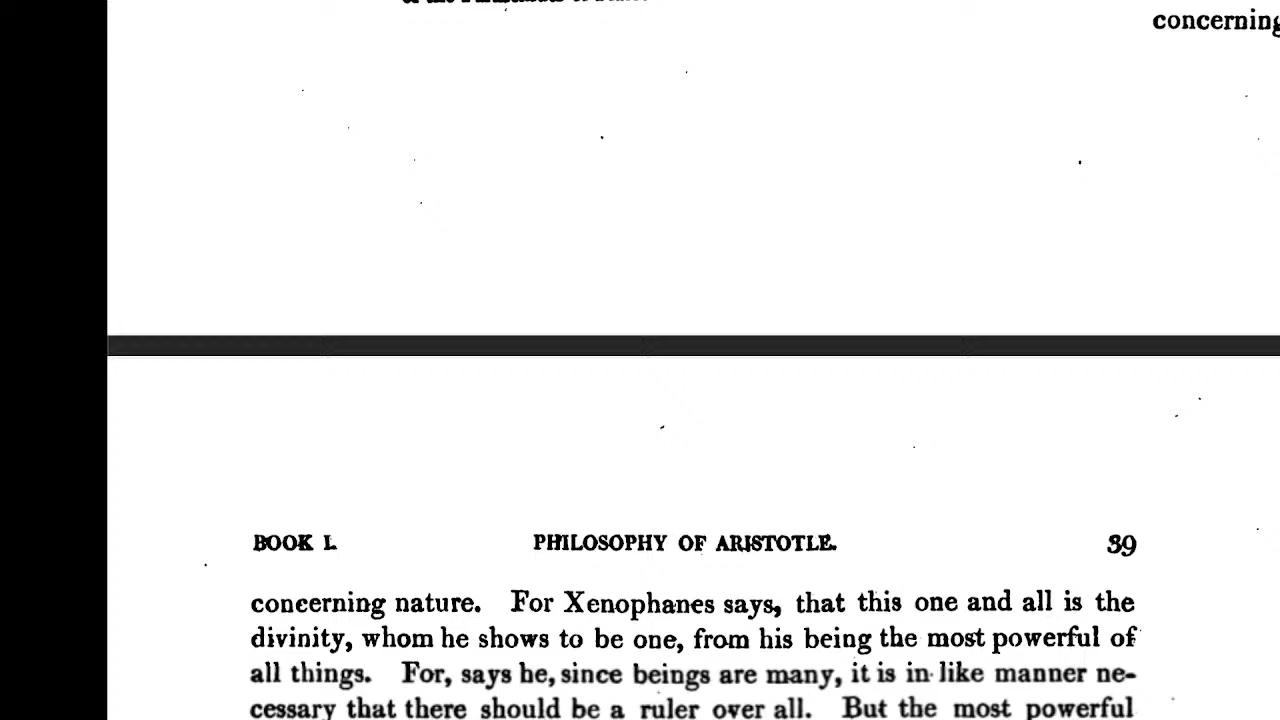 concerning
BOOK I. PHILOSOPHY OF ARISTOTLE. 39
concerning nature. For Xenophanes says, that this one and all is the
divinity, whom he shows to be one, from his being the most powerful of
all things. For, says he, since beings are many, it is in like manner ne-
cessary that there should be a ruler over all. But the most powerful